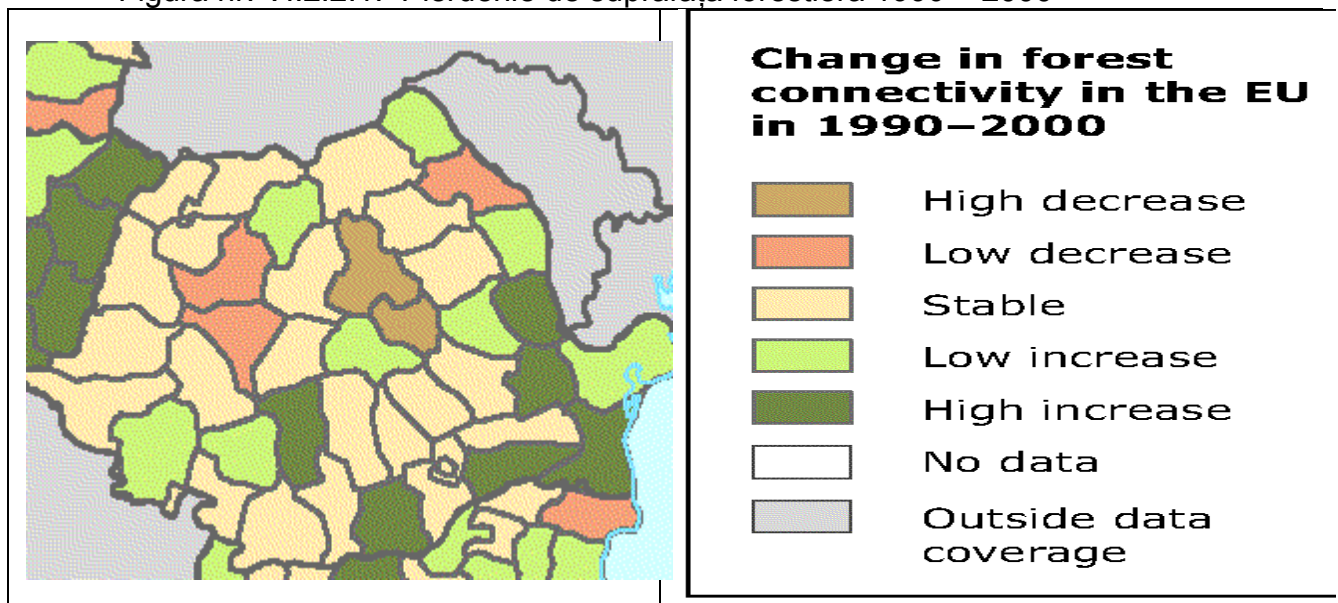 Change in forest
connectivity in the EU
in 1990–2000
High decrease
Low decrease
Stable
Low increase
High increase
No data
Outside data
coverage